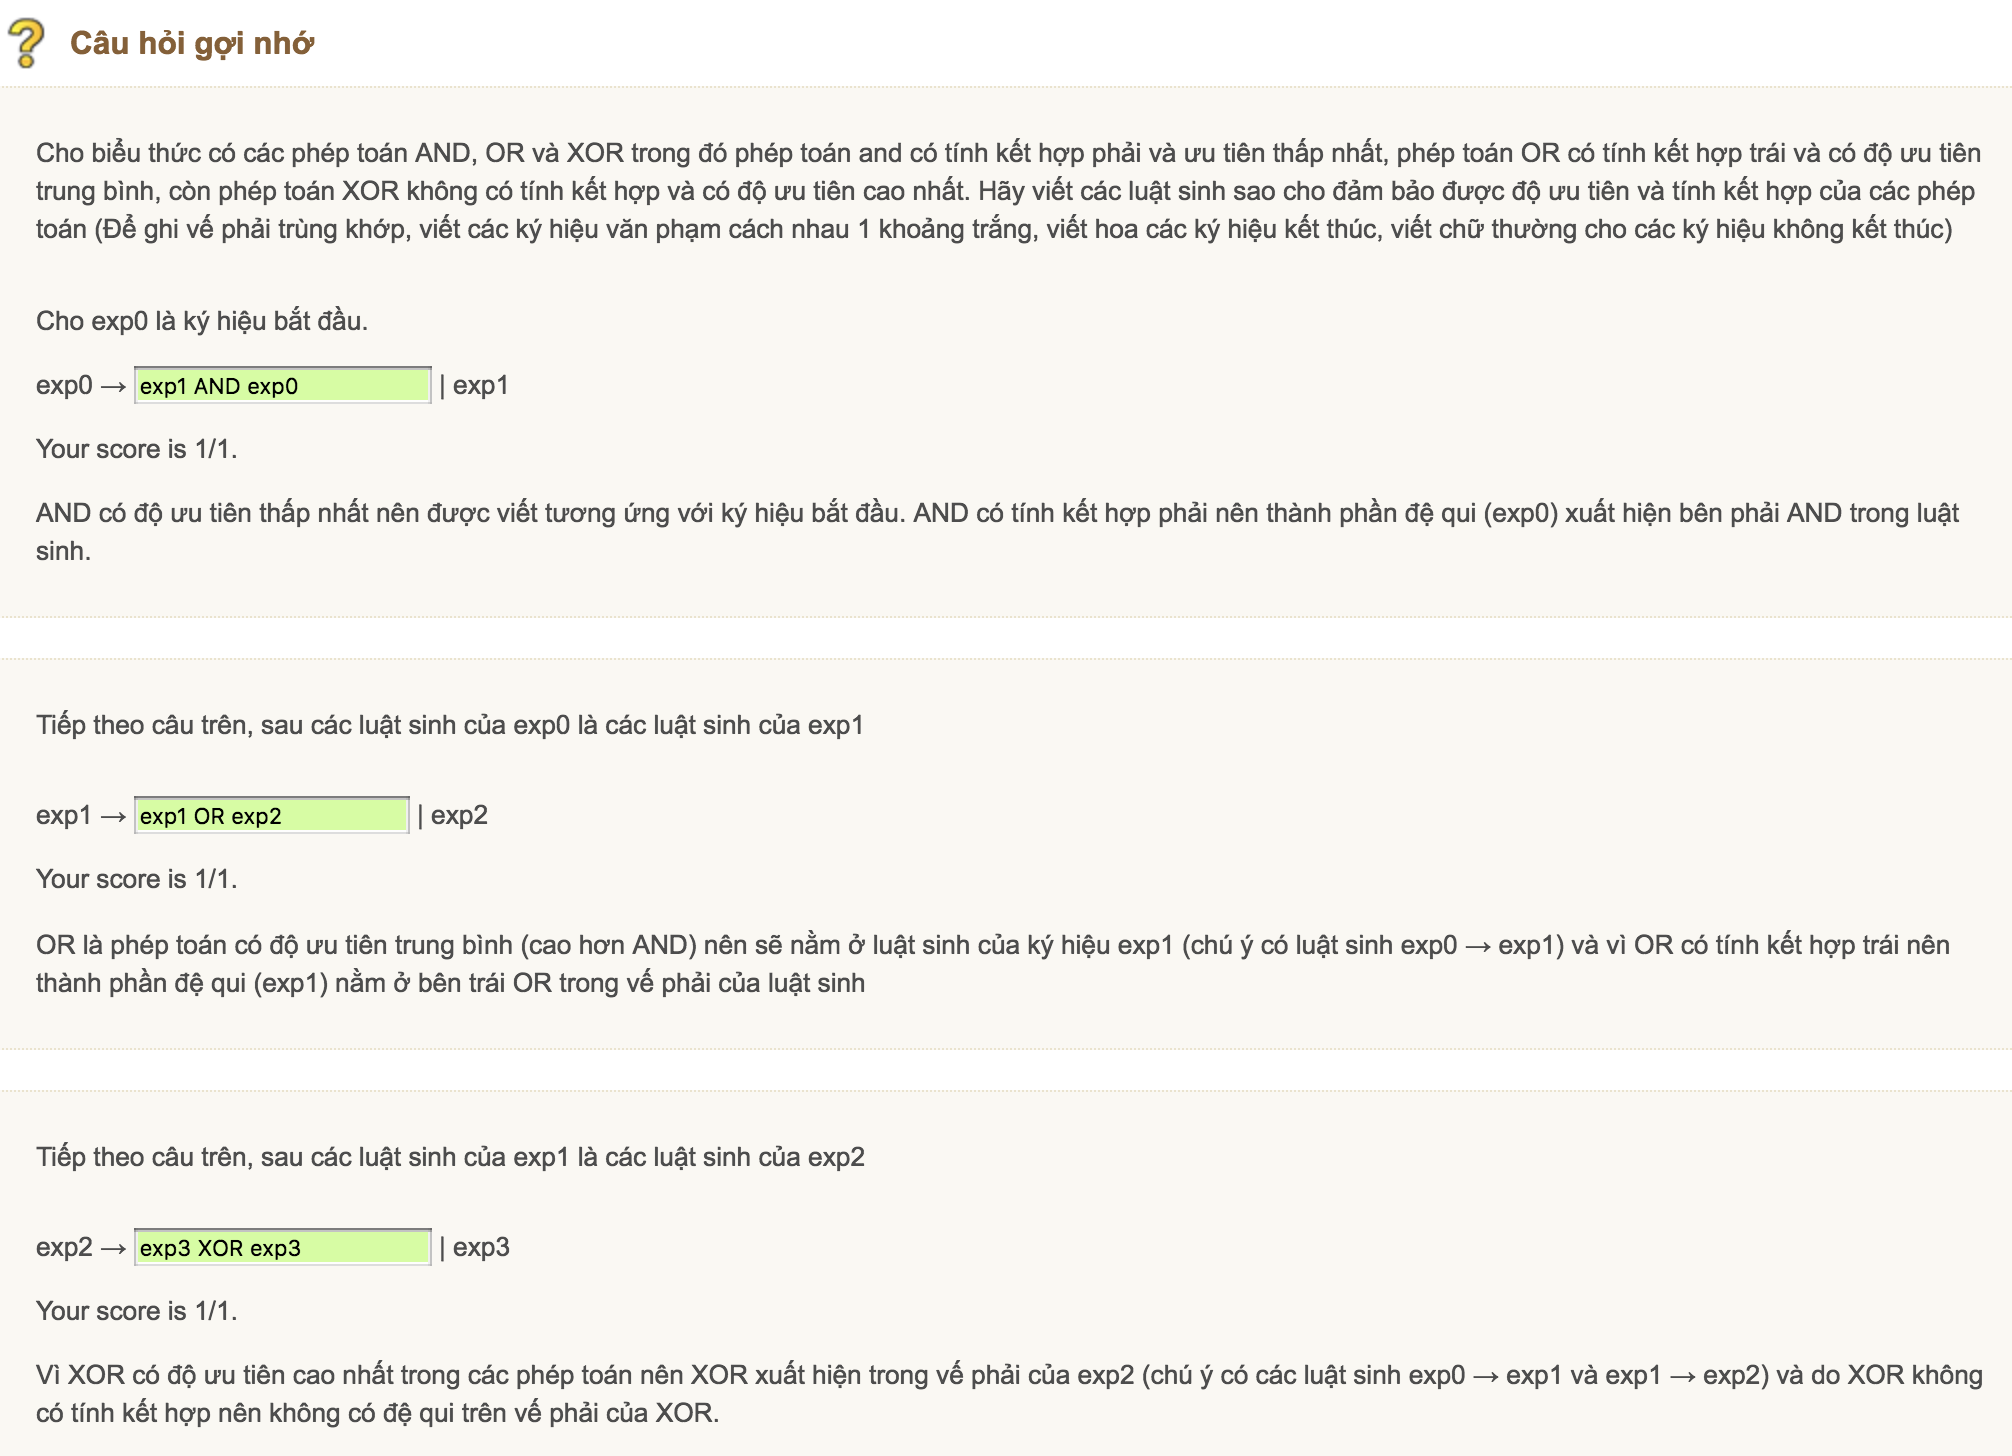 Câu hỏi gợi nhớ
Cho biểu thức có các phép toán AND, OR và XOR trong đó phép toán and có tính kết hợp phải và ưu tiên thấp nhất, phép toán OR có tính kết hợp trái và có độ ưu tiên
trung bình, còn phép toán XOR không có tính kết hợp và có độ ưu tiên cao nhất. Hãy viết các luật sinh sao cho đảm bảo được độ ưu tiên và tính kết hợp của các phép
toán (Để ghi vế phải trùng khớp, viết các ký hiệu văn phạm cách nhau 1 khoảng trắng, viết hoa các ký hiệu kết thúc, viết chữ thường cho các ký hiệu không kết thúc)
Cho exp0 là ký hiệu bắt đầu.
exp0 → exp1 AND exp0 | exp1
Your score is 1/1.
AND có độ ưu tiên thấp nhất nên được viết tương ứng với ký hiệu bắt đầu. AND có tính kết hợp phải nên thành phần đệ qui (exp0) xuất hiện bên phải AND trong luật
sinh.
Tiếp theo câu trên, sau các luật sinh của exp0 là các luật sinh của exp1
exp1 → exp1 OR exp2 | exp2
Your score is 1/1.
OR là phép toán có độ ưu tiên trung bình (cao hơn AND) nên sẽ nằm ở luật sinh của ký hiệu exp1 (chú ý có luật sinh exp0 → exp1) và vì OR có tính kết hợp trái nên
thành phần đệ qui (exp1) nằm ở bên trái OR trong vế phải của luật sinh
Tiếp theo câu trên, sau các luật sinh của exp1 là các luật sinh của exp2
exp2 → exp3 XOR exp3 | exp3
Your score is 1/1.
Vì XOR có độ ưu tiên cao nhất trong các phép toán nên XOR xuất hiện trong vế phải của exp2 (chú ý có các luật sinh exp0 → exp1 và exp1 → exp2) và do XOR không
có tính kết hợp nên không có đệ qui trên vế phải của XOR.